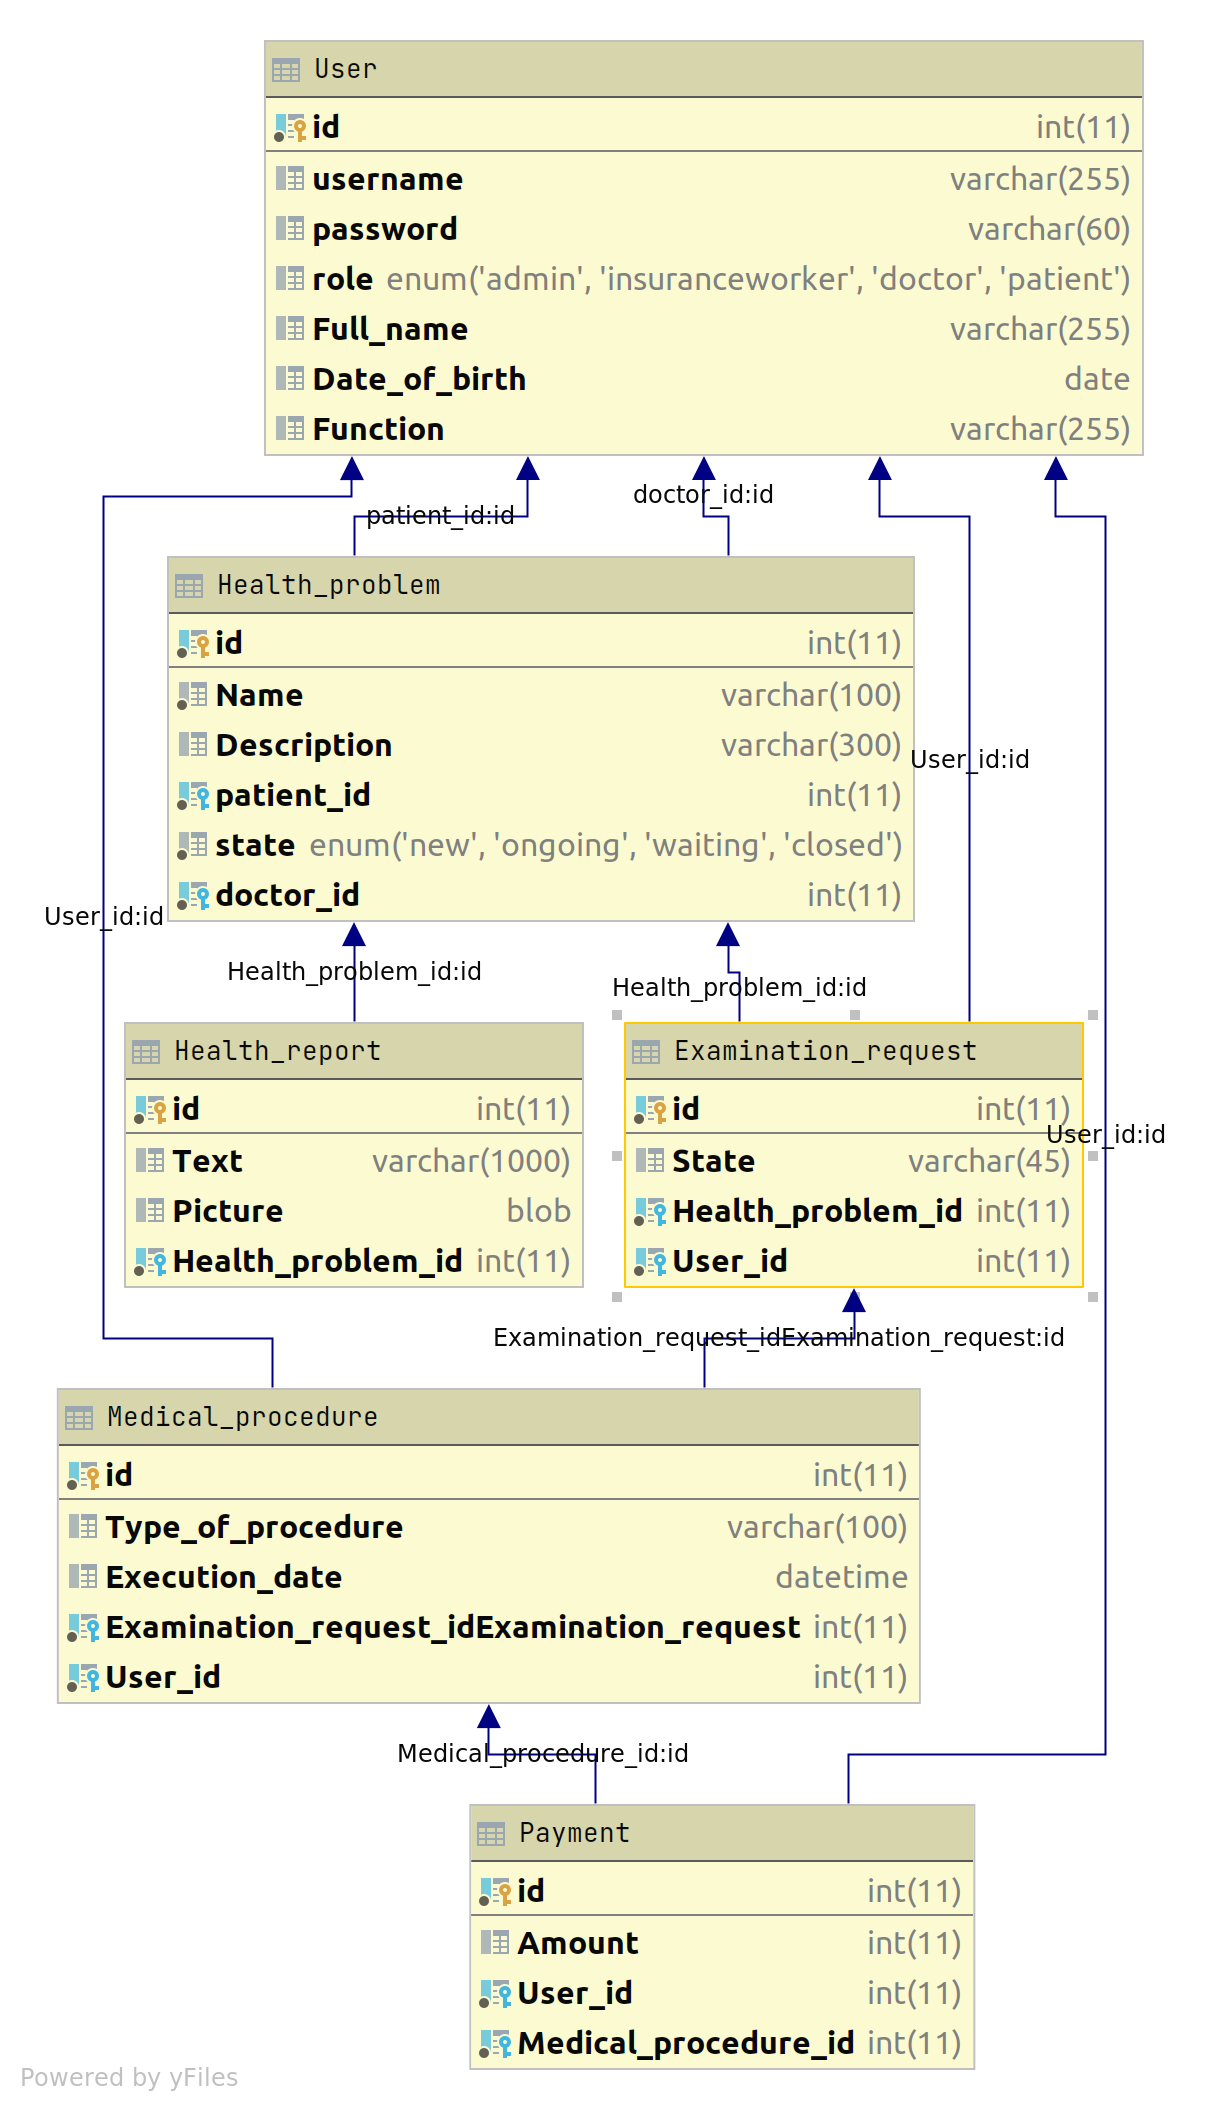 User
id int(11)
username varchar(255)
password varchar(60)
role enum('admin', 'insuranceworker', 'doctor', 'patient')
Full_name varchar(255)
Date_of_birth date
Function varchar(255)
doctor_id:id
patient_id:id
Health_problem
id int(11)
Name varchar(100)
Description varchar(300)
User_id:id
patient_id int(11)
state enum('new', 'ongoing', 'waiting', 'closed')
doctor_id int(11)
User_id:id
Health_problem_id:id
Health_problem_id:id
Health_report
id int(11)
Text varchar(1000)
Picture blob
Health_problem_id int(11)
Examination_request
id int(11)
User_id:id
State varchar(45)
Health_problem_id int(11)
User_id int(11)
Examination_request_idExamination_request:id
Medical_procedure
id int(11)
Type_of_procedure varchar(100)
Execution_date datetime
Examination_request_idExamination_request int(11)
User_id int(11)
Medical_procedure_id:id
Payment
id int(11)
Amount int(11)
User_id int(11)
Medical_procedure_id int(11)
Powered by yFiles